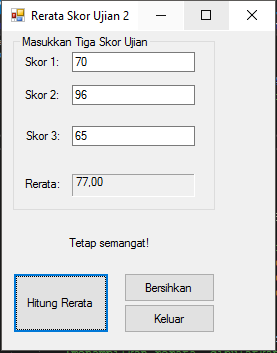 Rerata Skor Ujian 2
Masukkan Tiga Skor Ujian
Skor 1: 70
Skor 2: 96
Skor 3: 65
Rerata: 77,00
Tetap semangat!
Hitung Rerata
Bersihkan
Keluar